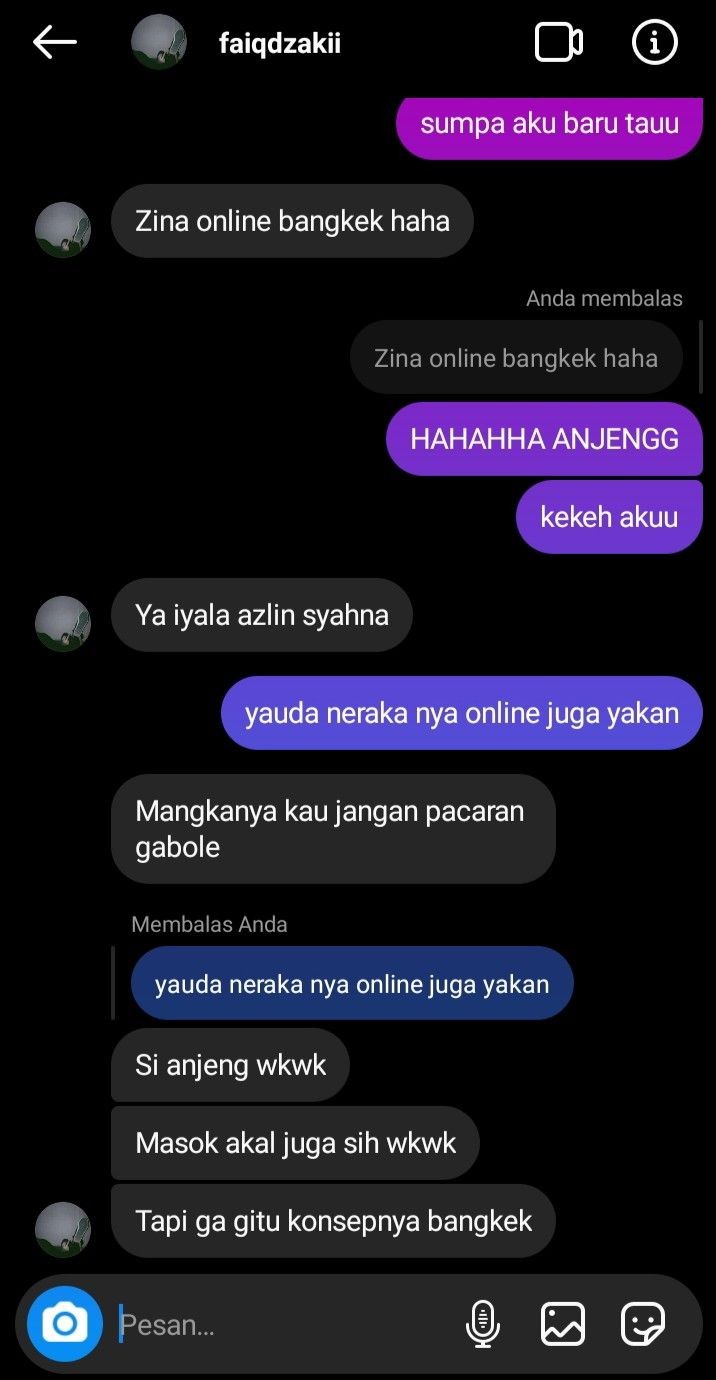 faiqdzakii
sumpa aku baru tauu
Zina online bangkek haha
Anda membalas
Zina online bangkek haha
HAHAHHA ANJENGG
kekeh akuu
Ya iyala azlin syahna
yauda neraka nya online juga yakan
Mangkanya kau jangan pacaran
gabole
Membalas Anda
yauda neraka nya online juga yakan
Si anjeng wkwk
Masok akal juga sih wkwk
Tapi ga gitu konsepnya bangkek
Pesan...